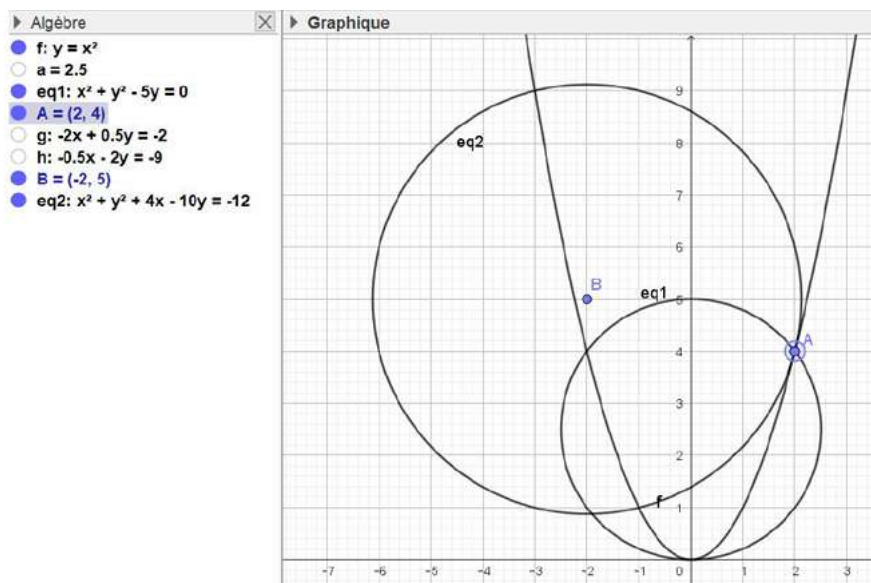 Algèbre
f: y = x²
a = 2.5
eq1: x² + y² - 5y = 0
A = (2, 4)
g: -2x + 0.5y = -2
h: -0.5x - 2y = -9
B = (-2, 5)
eq2: x² + y² + 4x - 10y = -12
Graphique
9
eq2
8
7
6
B
eq1
5
A
4
3
2
f
1
-7 -6 -5 -4 -3 -2 -1 0 1 2 3